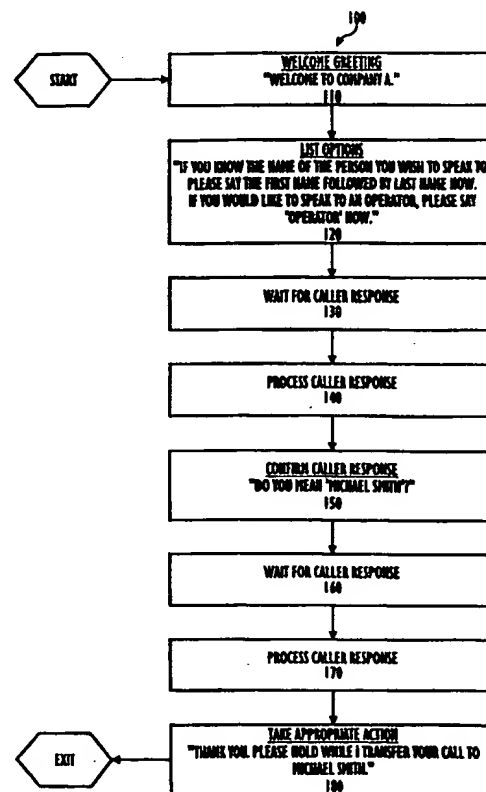 100
START
WELCOME GREETING
"WELCOME TO COMPANY A."
110
LIST OPTIONS
"IF YOU KNOW THE NAME OF THE PERSON YOU WISH TO SPEAK TO
PLEASE SAY THE FIRST NAME FOLLOWED BY LAST NAME NOW.
IF YOU WOULD LIKE TO SPEAK TO AN OPERATOR, PLEASE SAY
'OPERATOR' NOW."
120
WAIT FOR CALLER RESPONSE
130
PROCESS CALLER RESPONSE
140
CONFIRM CALLER RESPONSE
"DO YOU MEAN 'MICHAEL SMITH'?"
150
WAIT FOR CALLER RESPONSE
160
PROCESS CALLER RESPONSE
170
TAKE APPROPRIATE ACTION
"THANK YOU. PLEASE HOLD WHILE I TRANSFER YOUR CALL TO
MICHAEL SMITH."
180
EXIT